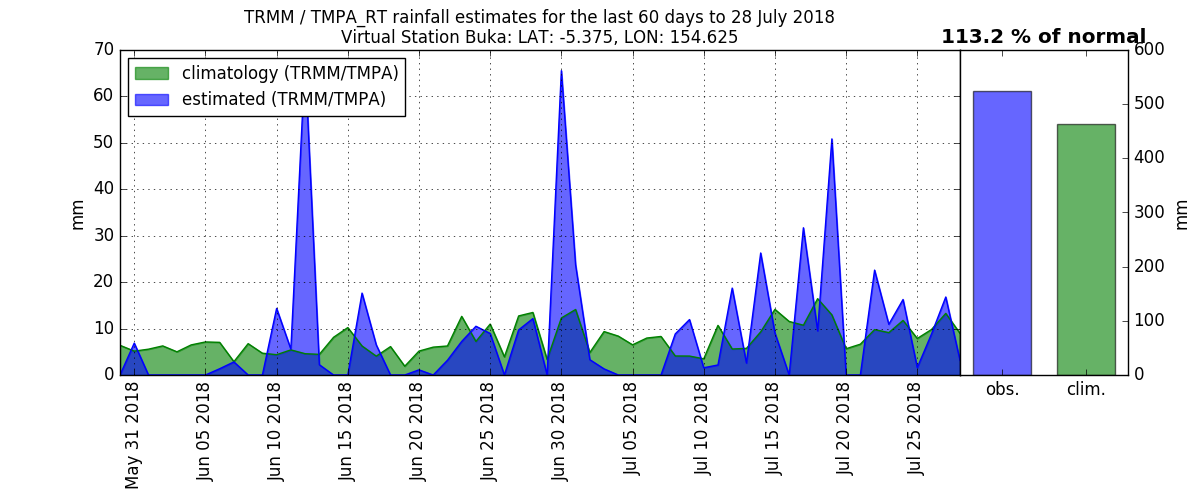 TRMM / TMPA_RT rainfall estimates for the last 60 days to 28 July 2018
Virtual Station Buka: LAT: -5.375, LON: 154.625
113.2 % of normal
climatology (TRMM/TMPA)
estimated (TRMM/TMPA)
70
60
50
40
30
20
10
0
mm
May 31 2018
Jun 05 2018
Jun 10 2018
Jun 15 2018
Jun 20 2018
Jun 25 2018
Jun 30 2018
Jul 05 2018
Jul 10 2018
Jul 15 2018
Jul 20 2018
Jul 25 2018
obs.
clim.
600
500
400
300
200
100
0
mm